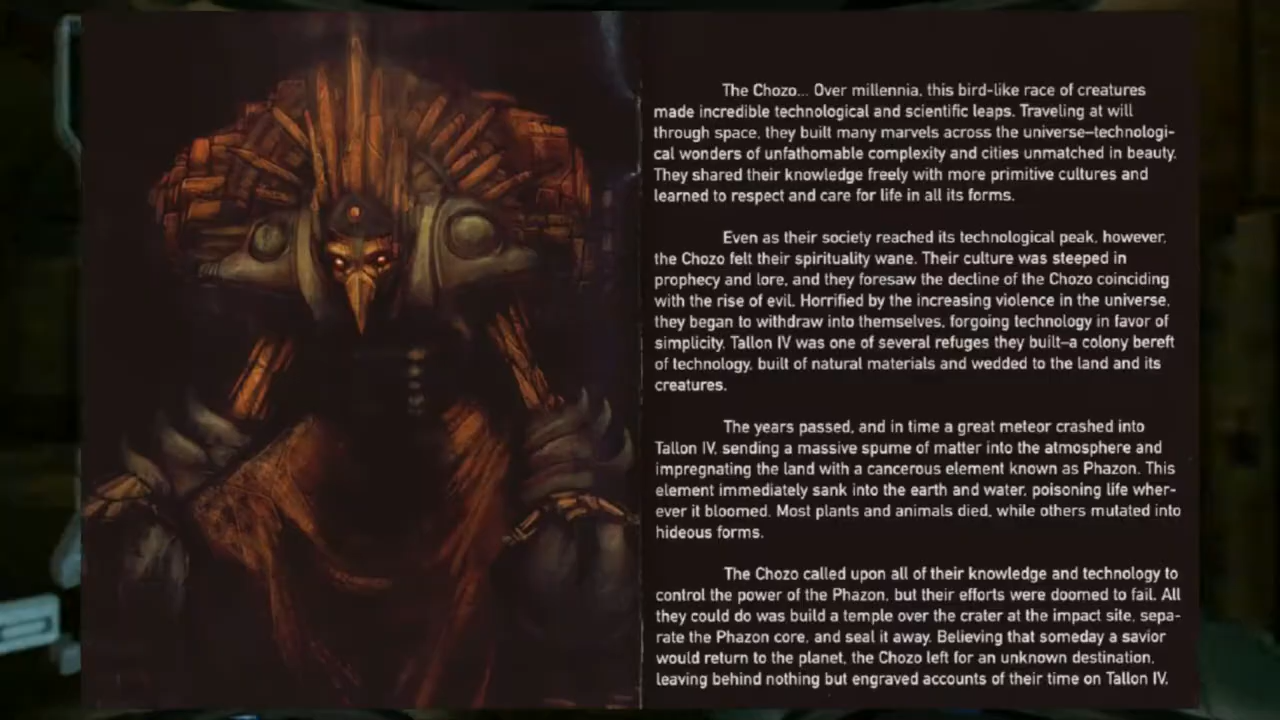 The Chozo... Over millennia, this bird-like race of creatures
made incredible technological and scientific leaps. Traveling at will
through space, they built many marvels across the universe–technologi-
cal wonders of unfathomable complexity and cities unmatched in beauty.
They shared their knowledge freely with more primitive cultures and
learned to respect and care for life in all its forms.
Even as their society reached its technological peak, however,
the Chozo felt their spirituality wane. Their culture was steeped in
prophecy and lore, and they foresaw the decline of the Chozo coinciding
with the rise of evil. Horrified by the increasing violence in the universe,
they began to withdraw into themselves, forgoing technology in favor of
simplicity. Tallon IV was one of several refuges they built–a colony bereft
of technology, built of natural materials and wedded to the land and its
creatures.
The years passed, and in time a great meteor crashed into
Tallon IV, sending a massive spume of matter into the atmosphere and
impregnating the land with a cancerous element known as Phazon. This
element immediately sank into the earth and water, poisoning life wher-
ever it bloomed. Most plants and animals died, while others mutated into
hideous forms.
The Chozo called upon all of their knowledge and technology to
control the power of the Phazon, but their efforts were doomed to fail. All
they could do was build a temple over the crater at the impact site, sepa-
rate the Phazon core, and seal it away. Believing that someday a savior
would return to the planet, the Chozo left for an unknown destination,
leaving behind nothing but engraved accounts of their time on Tallon IV.